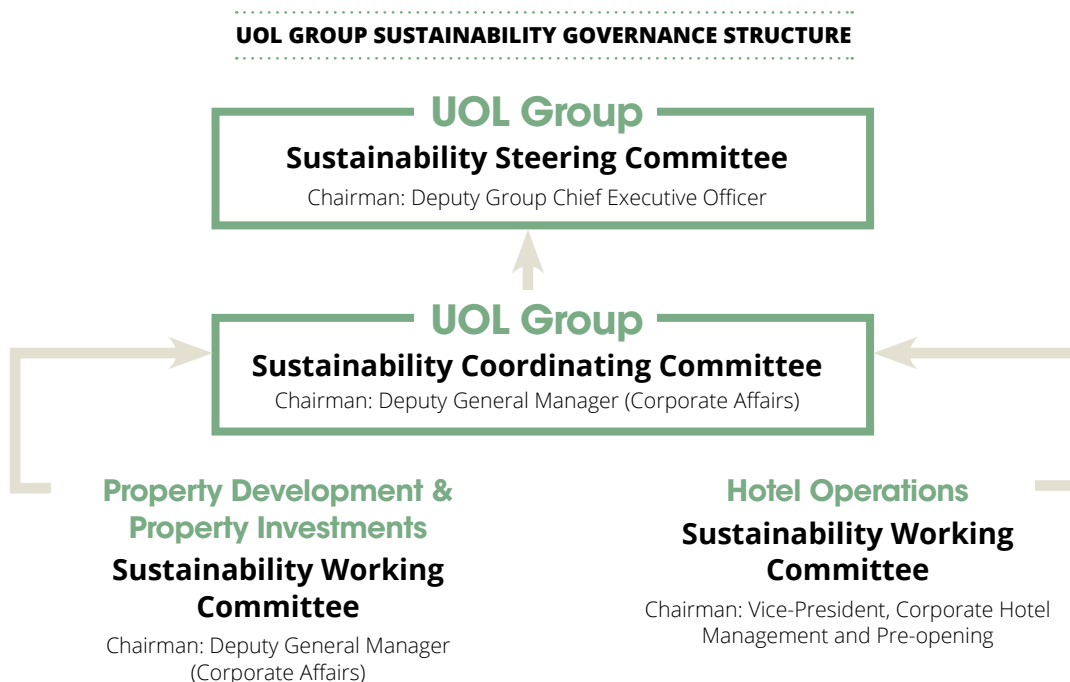 UOL GROUP SUSTAINABILITY GOVERNANCE STRUCTURE
UOL Group
Sustainability Steering Committee
Chairman: Deputy Group Chief Executive Officer
UOL Group
Sustainability Coordinating Committee
Chairman: Deputy General Manager (Corporate Affairs)
Property Development &
Property Investments
Sustainability Working
Committee
Chairman: Deputy General Manager
(Corporate Affairs)
Hotel Operations
Sustainability Working
Committee
Chairman: Vice-President, Corporate Hotel
Management and Pre-opening